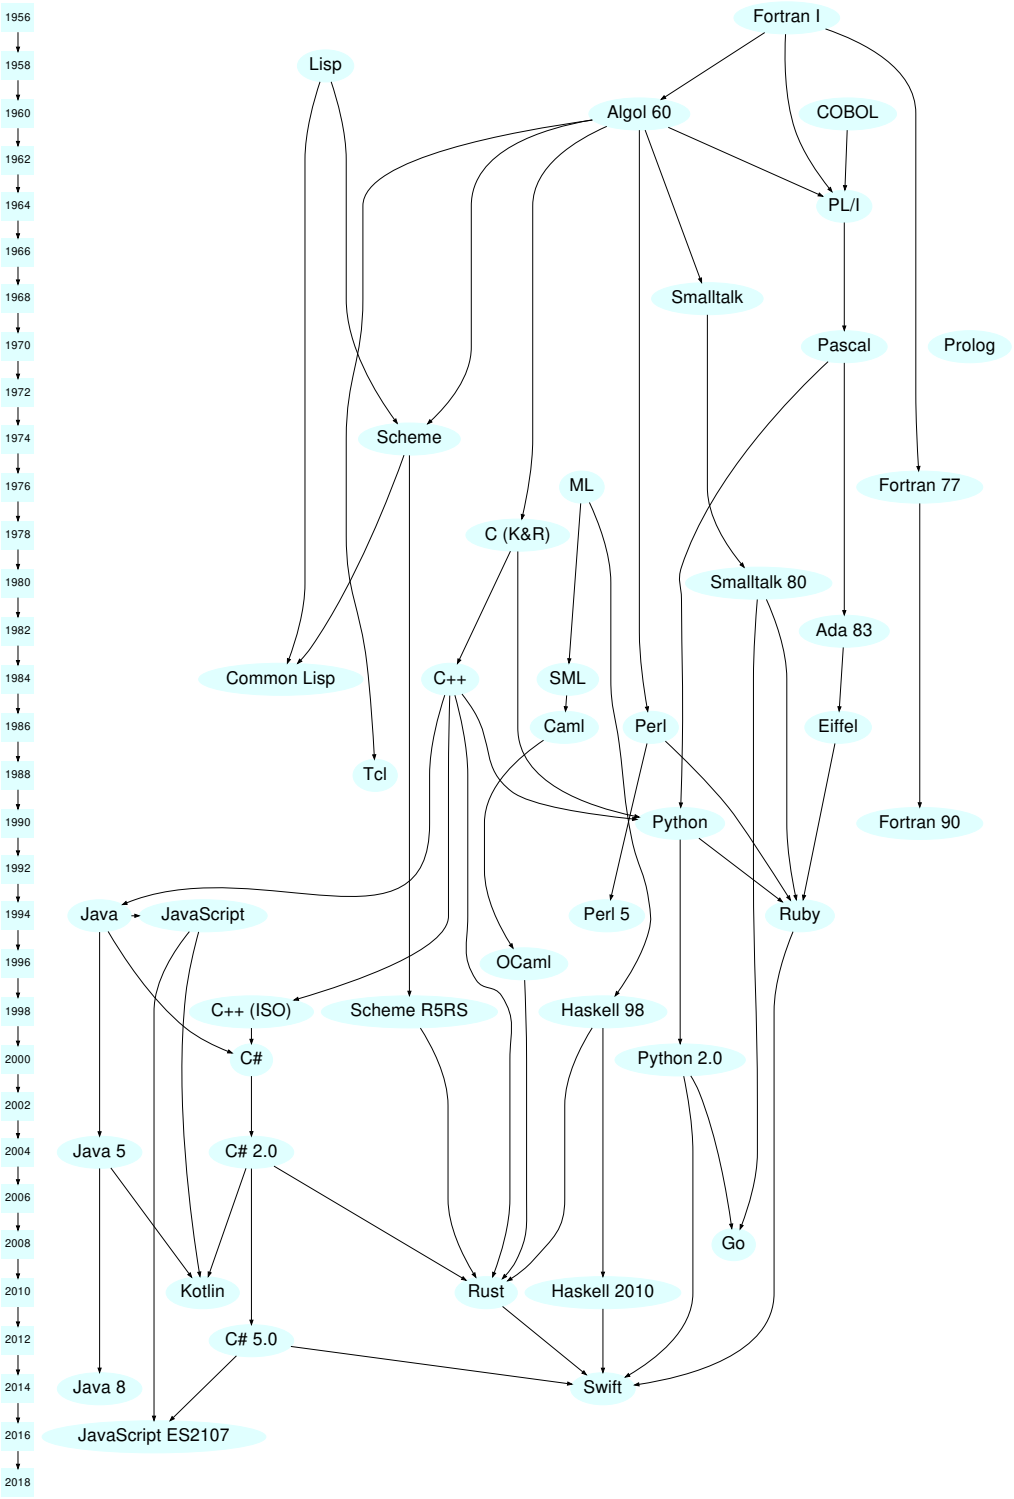 1956 Fortran I
1958 Lisp
1960 Algol 60 COBOL
1962
1964 PL/I
1966
1968 Smalltalk
1970 Pascal Prolog
1972
1974 Scheme
1976 ML Fortran 77
1978 C (K&R)
1980 Smalltalk 80
1982 Ada 83
1984 Common Lisp C++ SML
1986 Caml Perl Eiffel
1988 Tcl
1990 Python Fortran 90
1992
1994 Java JavaScript Perl 5 Ruby
1996 OCaml
1998 C++ (ISO) Scheme R5RS Haskell 98
2000 C# Python 2.0
2002
2004 Java 5 C# 2.0
2006
2008 Go
2010 Kotlin Rust Haskell 2010
2012 C# 5.0
2014 Java 8 Swift
2016 JavaScript ES2107
2018